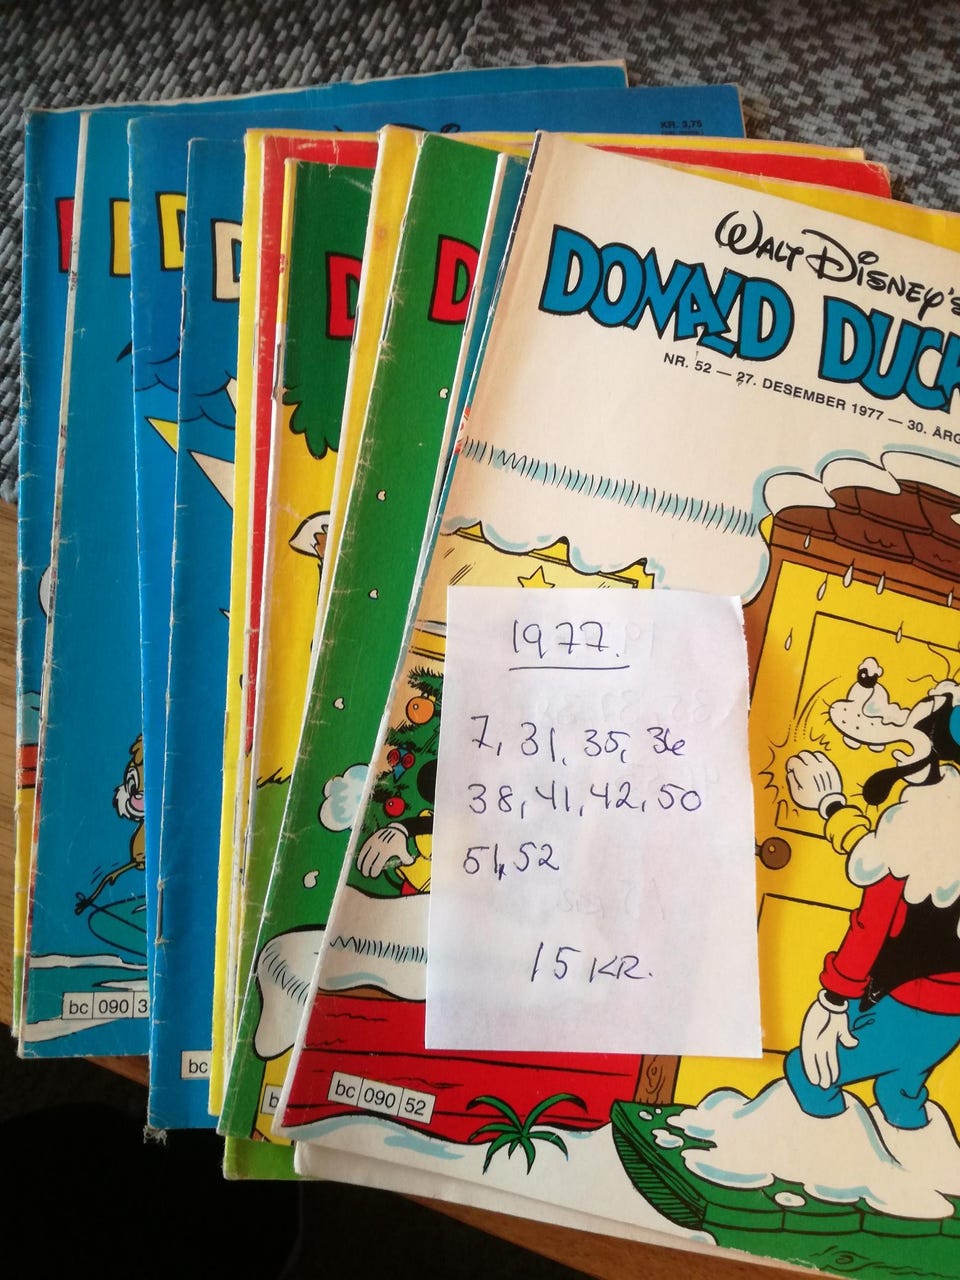 KR. 3,75
WALT DISNEY'S
DONALD DUCK
NR. 52 — 27. DESEMBER 1977 — 30. ÅRG
D
D
D
D
D
D
1977.
7, 31, 35, 36
38, 41, 42, 50
51, 52
15 KR.
bc 090 3
bc
b
bc 090 52